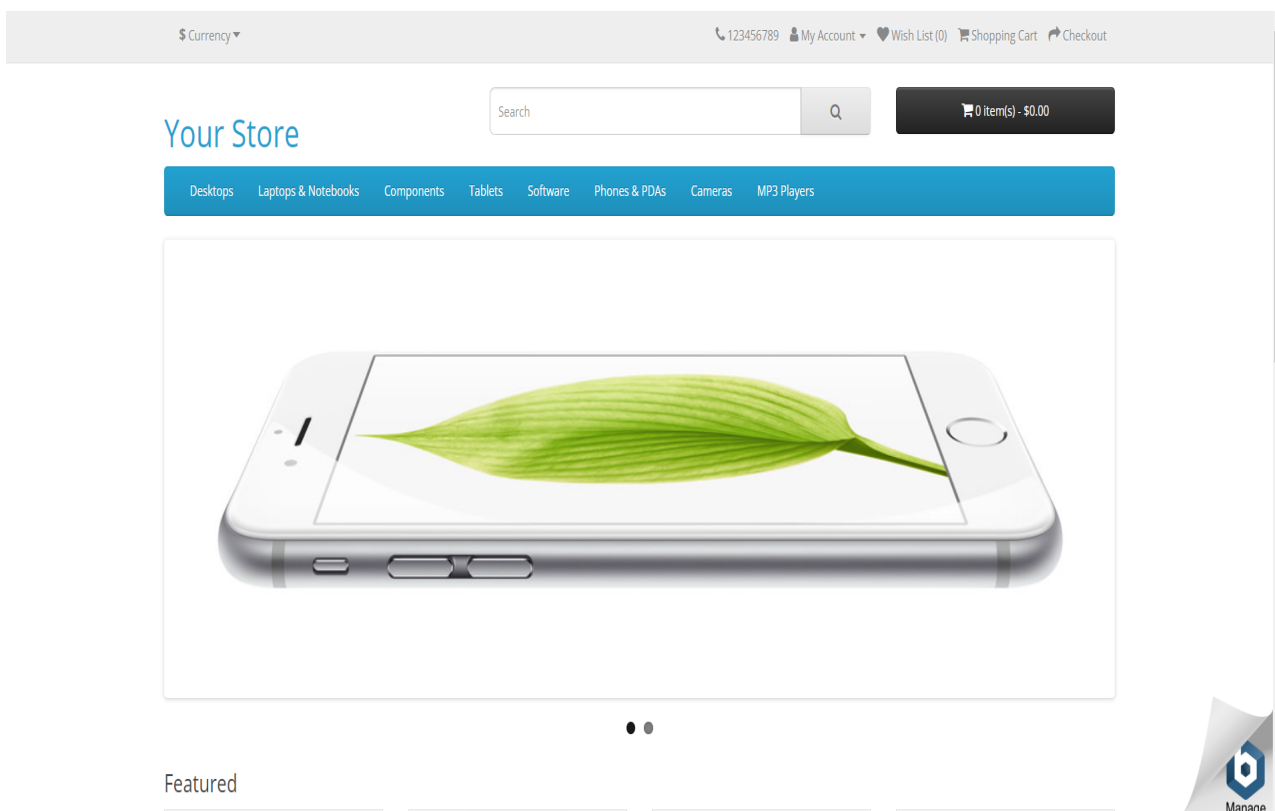 $ Currency
123456789 My Account Wish List (0) Shopping Cart Checkout
Search
0 item(s) - $0.00
Your Store
Desktops Laptops & Notebooks Components Tablets Software Phones & PDAs Cameras MP3 Players
Featured
Manage